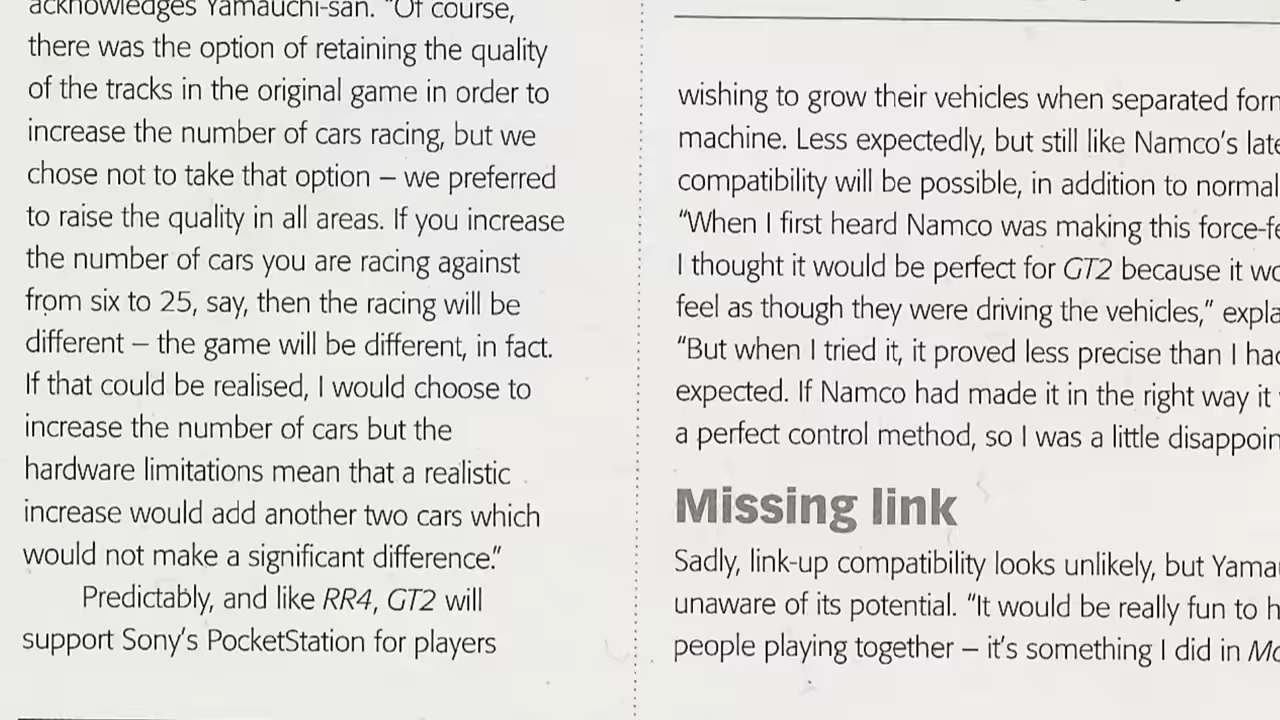 acknowledges Yamauchi-san. "Of course,
there was the option of retaining the quality
of the tracks in the original game in order to
increase the number of cars racing, but we
chose not to take that option – we preferred
to raise the quality in all areas. If you increase
the number of cars you are racing against
from six to 25, say, then the racing will be
different – the game will be different, in fact.
If that could be realised, I would choose to
increase the number of cars but the
hardware limitations mean that a realistic
increase would add another two cars which
would not make a significant difference."
Predictably, and like RR4, GT2 will
support Sony's PocketStation for players
wishing to grow their vehicles when separated
machine. Less expectedly, but still like Namco's
compatibility will be possible, in addition to normal
"When I first heard Namco was making this
I thought it would be perfect for GT2 because it
feel as though they were driving the vehicles,"
"But when I tried it, it proved less precise than I
expected. If Namco had made it in the right way it
a perfect control method, so I was a little
Missing link
Sadly, link-up compatibility looks unlikely, but
unaware of its potential. "It would be really fun to
people playing together – it's something I did in